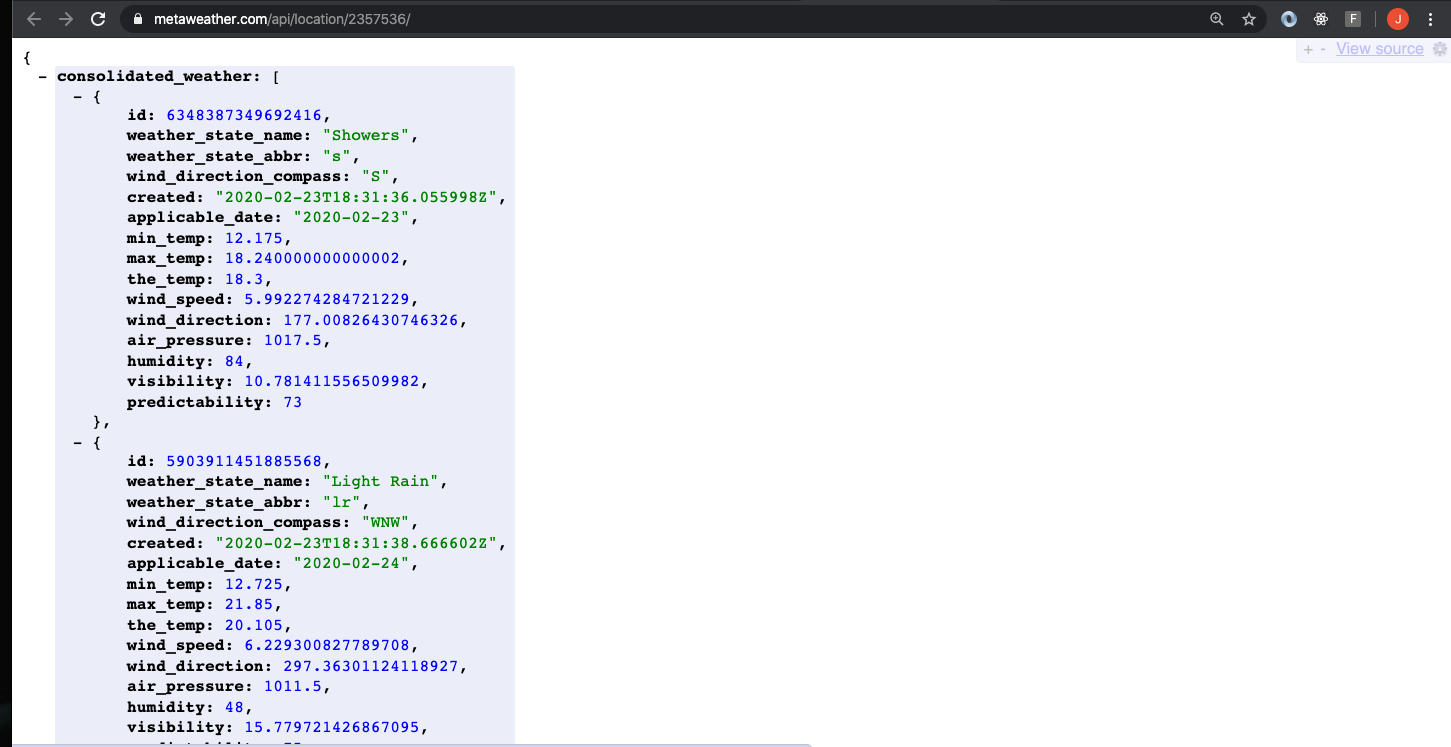 metaweather.com/api/location/2357536/
F
J
{
+ - View source
- consolidated_weather: [
- {
id: 6348387349692416,
weather_state_name: "Showers",
weather_state_abbr: "s",
wind_direction_compass: "S",
created: "2020-02-23T18:31:36.055998Z",
applicable_date: "2020-02-23",
min_temp: 12.175,
max_temp: 18.240000000000002,
the_temp: 18.3,
wind_speed: 5.992274284721229,
wind_direction: 177.00826430746326,
air_pressure: 1017.5,
humidity: 84,
visibility: 10.781411556509982,
predictability: 73
},
- {
id: 5903911451885568,
weather_state_name: "Light Rain",
weather_state_abbr: "lr",
wind_direction_compass: "WNW",
created: "2020-02-23T18:31:38.666602Z",
applicable_date: "2020-02-24",
min_temp: 12.725,
max_temp: 21.85,
the_temp: 20.105,
wind_speed: 6.229300827789708,
wind_direction: 297.36301124118927,
air_pressure: 1011.5,
humidity: 48,
visibility: 15.779721426867095,